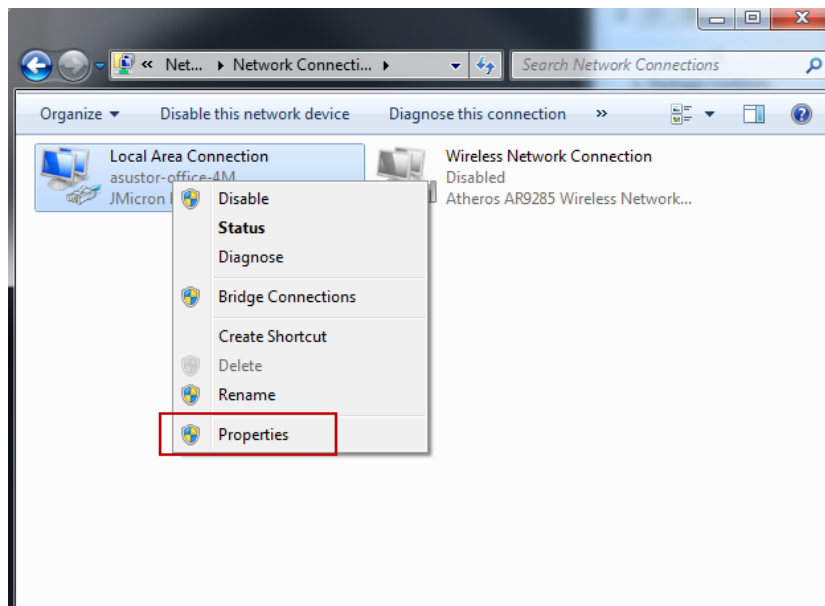 « Net... Network Connecti... Search Network Connections
Organize Disable this network device Diagnose this connection »
Local Area Connection
asustor-office-4M
JMicron
Wireless Network Connection
Disabled
Atheros AR9285 Wireless Network...
Disable
Status
Diagnose
Bridge Connections
Create Shortcut
Delete
Rename
Properties